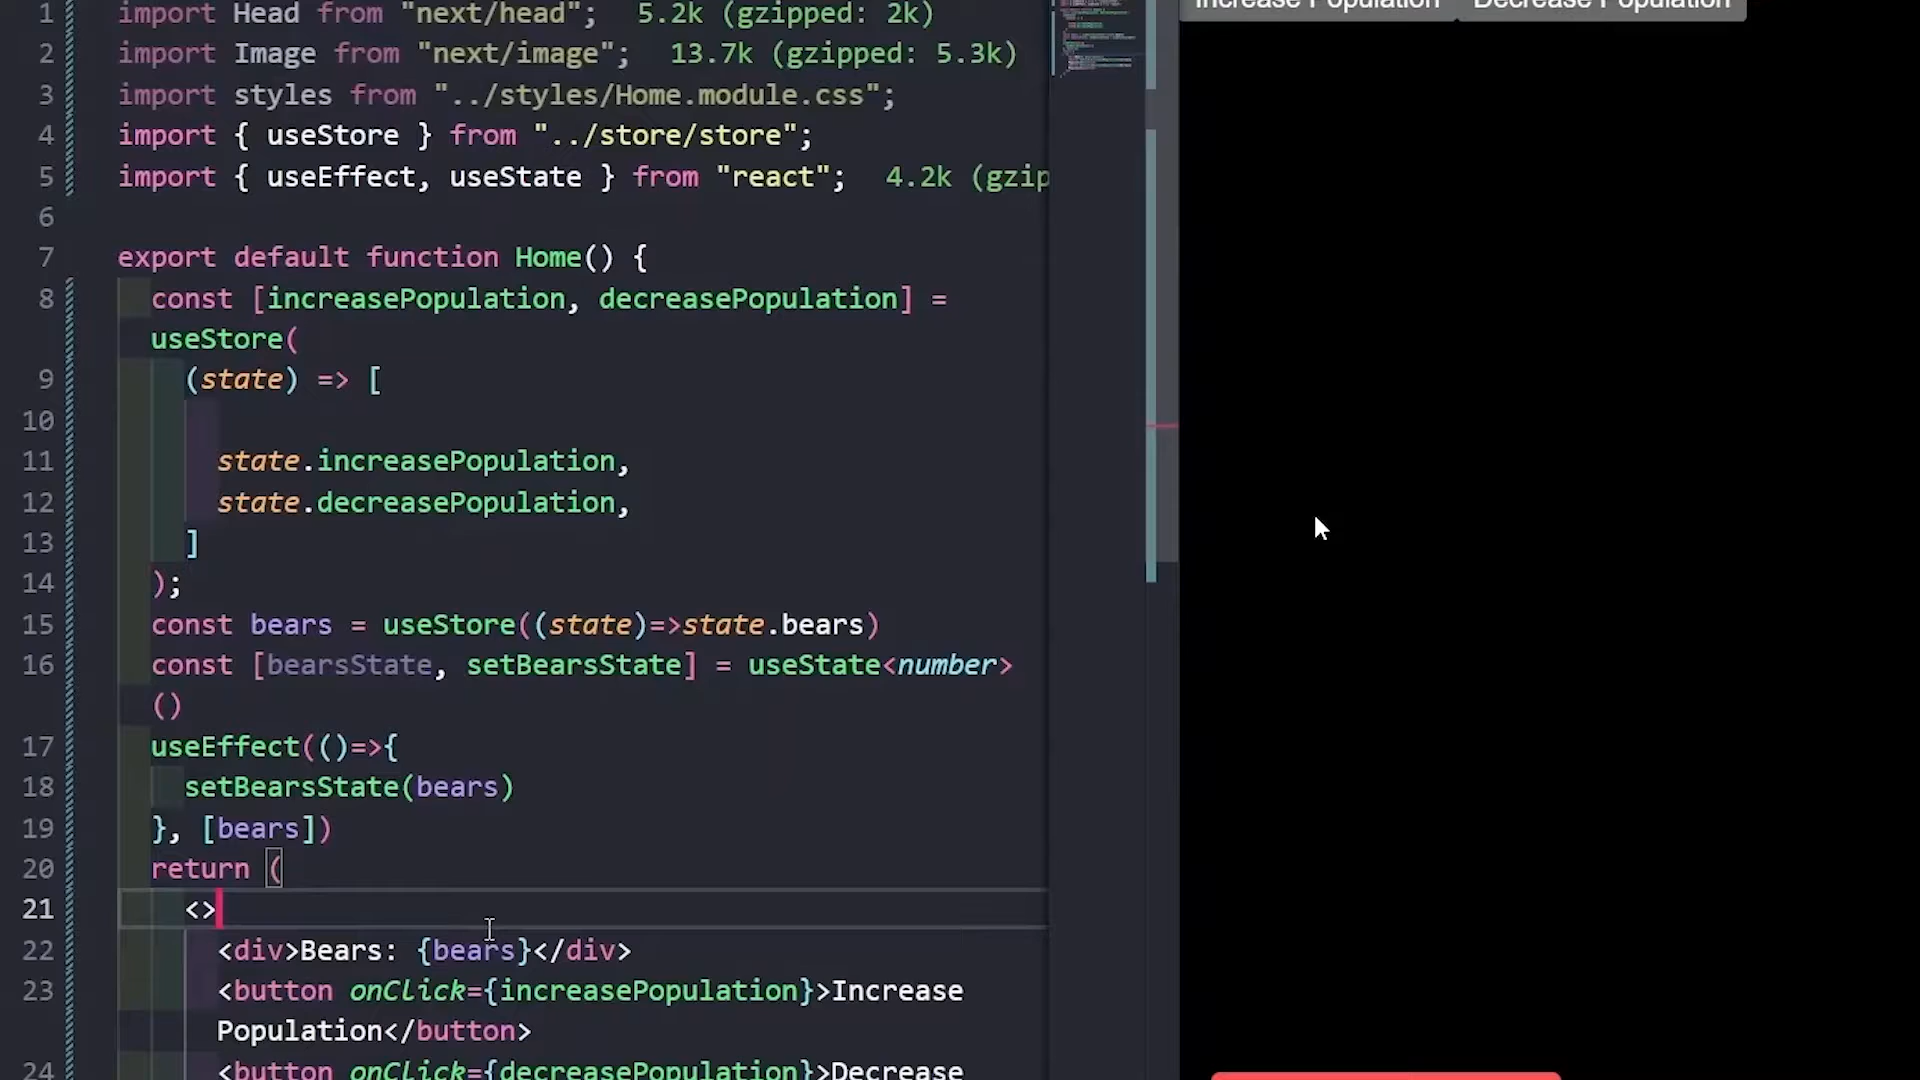 1 import Head from "next/head"; 5.2k (gzipped: 2k)
2 import Image from "next/image"; 13.7k (gzipped: 5.3k)
3 import styles from "../styles/Home.module.css";
4 import { useStore } from "../store/store";
5 import { useEffect, useState } from "react"; 4.2k (gzip
6
7 export default function Home() {
8 const [increasePopulation, decreasePopulation] =
useStore(
9 (state) => [
10
11 state.increasePopulation,
12 state.decreasePopulation,
13 ]
14 );
15 const bears = useStore((state)=>state.bears)
16 const [bearsState, setBearsState] = useState<number>
()
17 useEffect(()=>{
18 setBearsState(bears)
19 }, [bears])
20 return (
21 <>
22 <div>Bears: {bears}</div>
23 <button onClick={increasePopulation}>Increase
Population</button>
24 <button onClick={decreasePopulation}>Decrease
Increase Population Decrease Population